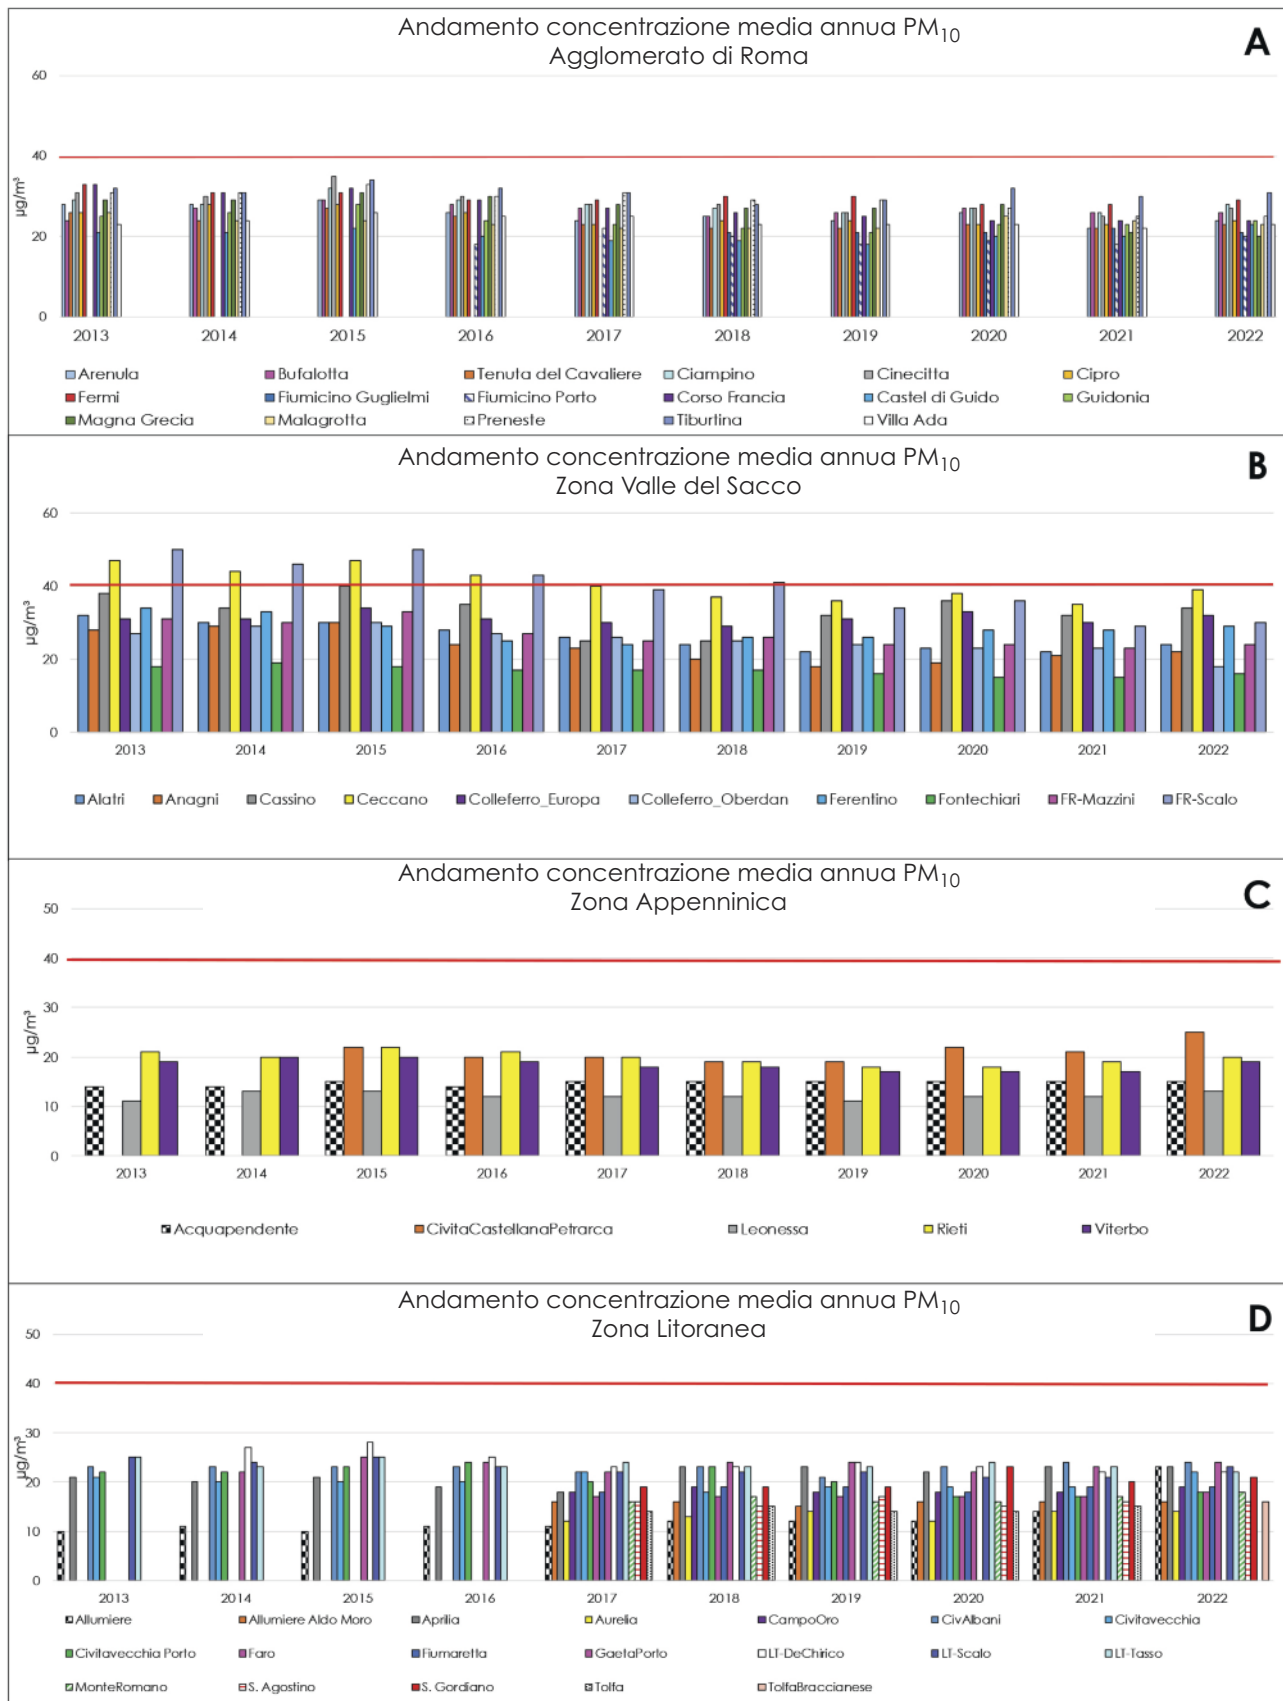 Andamento concentrazione media annua PM₁₀
Agglomerato di Roma
A
µg/m³
60
40
20
0
2013 2014 2015 2016 2017 2018 2019 2020 2021 2022
Arenula Bufalotta Tenuta del Cavaliere Ciampino Cinecitta Cipro
Fermi Fiumicino Guglielmi Fiumicino Porto Corso Francia Castel di Guido Guidonia
Magna Grecia Malagrotta Preneste Tiburtina Villa Ada
Andamento concentrazione media annua PM₁₀
Zona Valle del Sacco
B
µg/m³
60
40
20
0
2013 2014 2015 2016 2017 2018 2019 2020 2021 2022
Alatri Anagni Cassino Ceccano Colleferro_Europa Colleferro_Oberdan Ferentino Fontechiari FR-Mazzini FR-Scalo
Andamento concentrazione media annua PM₁₀
Zona Appenninica
C
µg/m³
50
40
30
20
10
0
2013 2014 2015 2016 2017 2018 2019 2020 2021 2022
Acquapendente CivitaCastellanaPetrarca Leonessa Rieti Viterbo
Andamento concentrazione media annua PM₁₀
Zona Litoranea
D
µg/m³
50
40
30
20
10
0
2013 2014 2015 2016 2017 2018 2019 2020 2021 2022
Allumiere Allumiere Aldo Moro Aprilia Aurelia CampoOro CivAlbani Civitavecchia
Civitavecchia Porto Faro Fiumaretta GaetaPorto LT-DeChirico LT-Scalo LT-Tasso
MonteRomano S. Agostino S. Gordiano Tolfa TolfaBraccianese